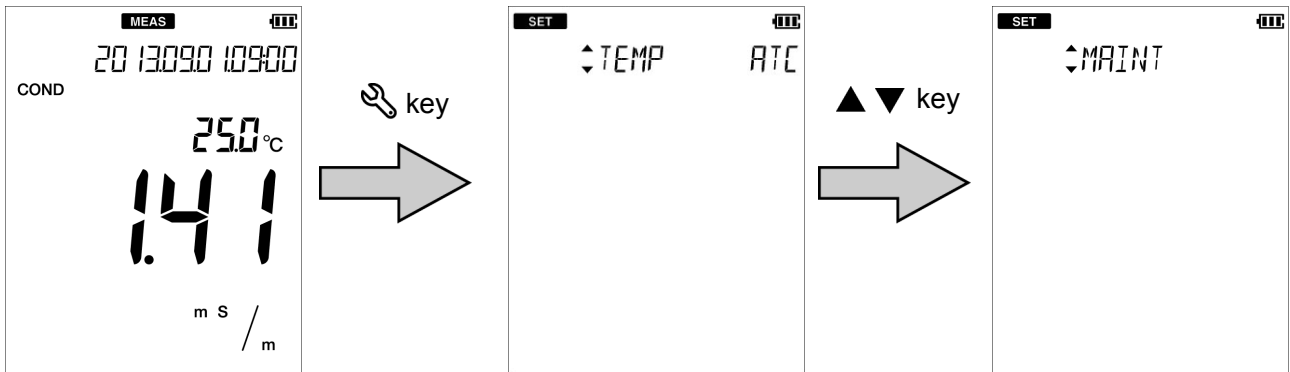 MEAS
2013.09.01.09:00
COND
25.0 °C
1.41
m S / m
key
SET
TEMP ATC
key
SET
MAINT